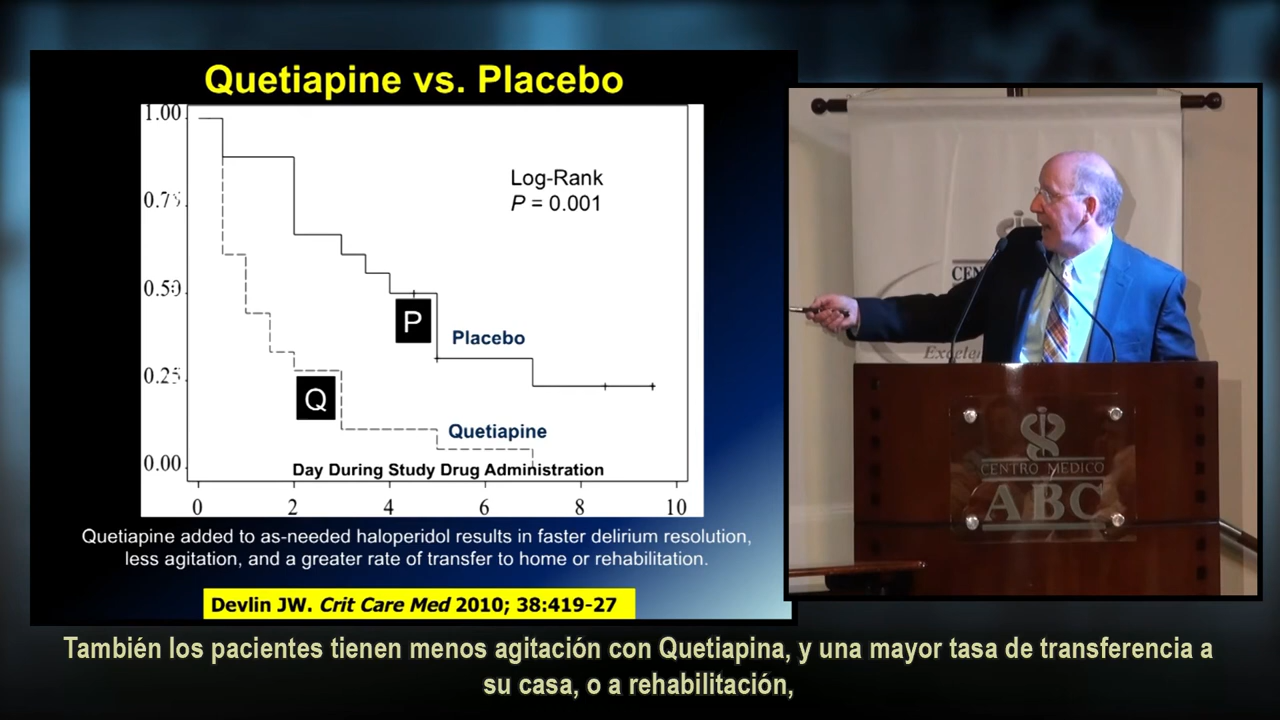 Quetiapine vs. Placebo
1.00
0.50
0.25
0.00
Log-Rank
P = 0.001
P
Placebo
Q
Quetiapine
Day During Study Drug Administration
0 2 4 6 8 10
Quetiapine added to as-needed haloperidol results in faster delirium resolution,
less agitation, and a greater rate of transfer to home or rehabilitation.
Devlin JW. Crit Care Med 2010; 38:419-27
CEN
CENTRO MEDICO
ABC
También los pacientes tienen menos agitación con Quetiapina, y una mayor tasa de transferencia a
su casa, o a rehabilitación,